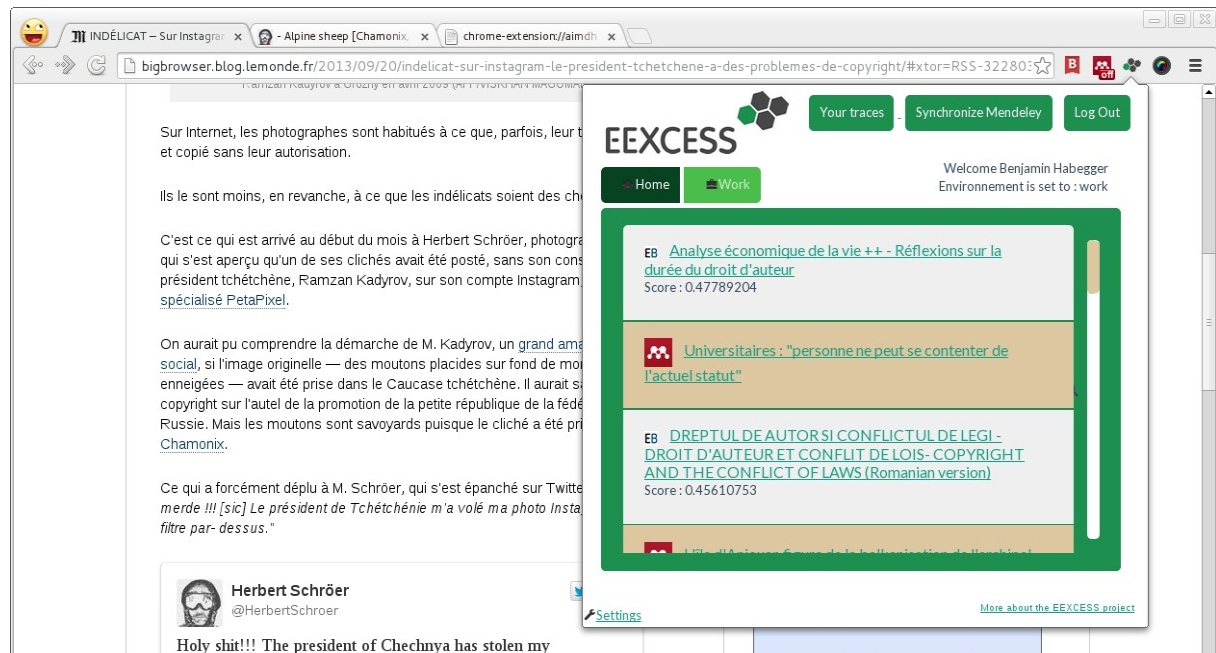 INDÉLICAT – Sur Instagra
- Alpine sheep [Chamonix,
chrome-extension://aimdh
bigbrowser.blog.lemonde.fr/2013/09/20/indelicat-sur-instagram-le-president-tchetchene-a-des-problemes-de-copyright/#xtor=RSS-322803
B
off
Sur Internet, les photographes sont habitués à ce que, parfois, leur t
et copié sans leur autorisation.
Ils le sont moins, en revanche, à ce que les indélicats soient des che
C'est ce qui est arrivé au début du mois à Herbert Schröer, photogra
qui s'est aperçu qu'un de ses clichés avait été posté, sans son cons
président tchétchène, Ramzan Kadyrov, sur son compte Instagram,
spécialisé PetaPixel.
On aurait pu comprendre la démarche de M. Kadyrov, un grand ama
social, si l'image originelle — des moutons placides sur fond de mon
enneigées — avait été prise dans le Caucase tchétchène. Il aurait sa
copyright sur l'autel de la promotion de la petite république de la fédé
Russie. Mais les moutons sont savoyards puisque le cliché a été pri
Chamonix.
Ce qui a forcément déplu à M. Schröer, qui s'est épanché sur Twitte
merde !!! [sic] Le président de Tchétchénie m'a volé ma photo Insta
filtre par- dessus."
Herbert Schröer
@HerbertSchroer
Holy shit!!! The president of Chechnya has stolen my
EEXCESS
Your traces
Synchronize Mendeley
Log Out
Welcome Benjamin Habegger
Environnement is set to : work
Home
Work
EB Analyse économique de la vie ++ - Réflexions sur la
durée du droit d'auteur
Score : 0.47789204
Universitaires : "personne ne peut se contenter de
l'actuel statut"
EB DREPTUL DE AUTOR SI CONFLICTUL DE LEGI -
DROIT D'AUTEUR ET CONFLIT DE LOIS- COPYRIGHT
AND THE CONFLICT OF LAWS (Romanian version)
Score : 0.45610753
Settings
More about the EEXCESS project